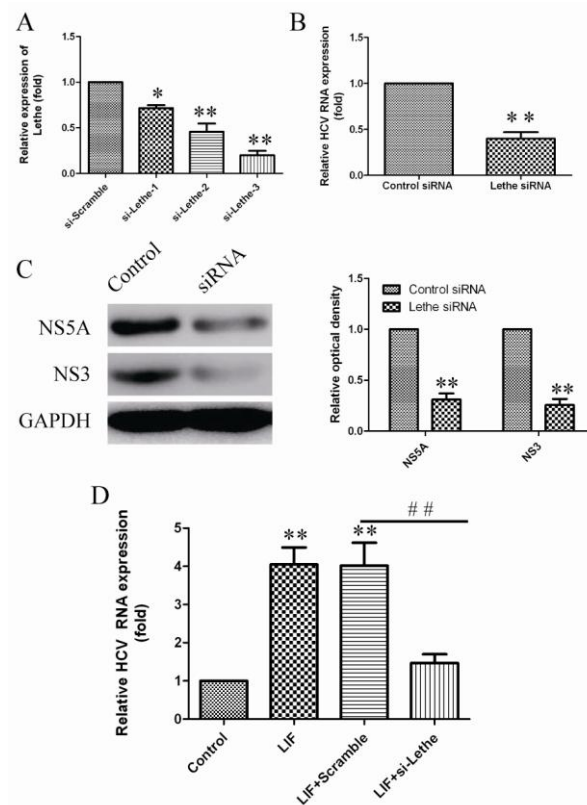 A
Relative expression of
Lethe (fold)
1.5
1.0
0.5
0.0
*
**
**
si-Scramble
si-Lethe-1
si-Lethe-2
si-Lethe-3
B
Relative HCV RNA expression
(fold)
1.5
1.0
0.5
0.0
* *
Control siRNA
Lethe siRNA
C
Control
siRNA
NS5A
NS3
GAPDH
Relative optical density
1.5
1.0
0.5
0.0
Control siRNA
Lethe siRNA
**
**
NS5A
NS3
D
Relative HCV RNA expression
(fold)
5
4
3
2
1
0
**
**
# #
Control
LIF
LIF+Scramble
LIF+si-Lethe